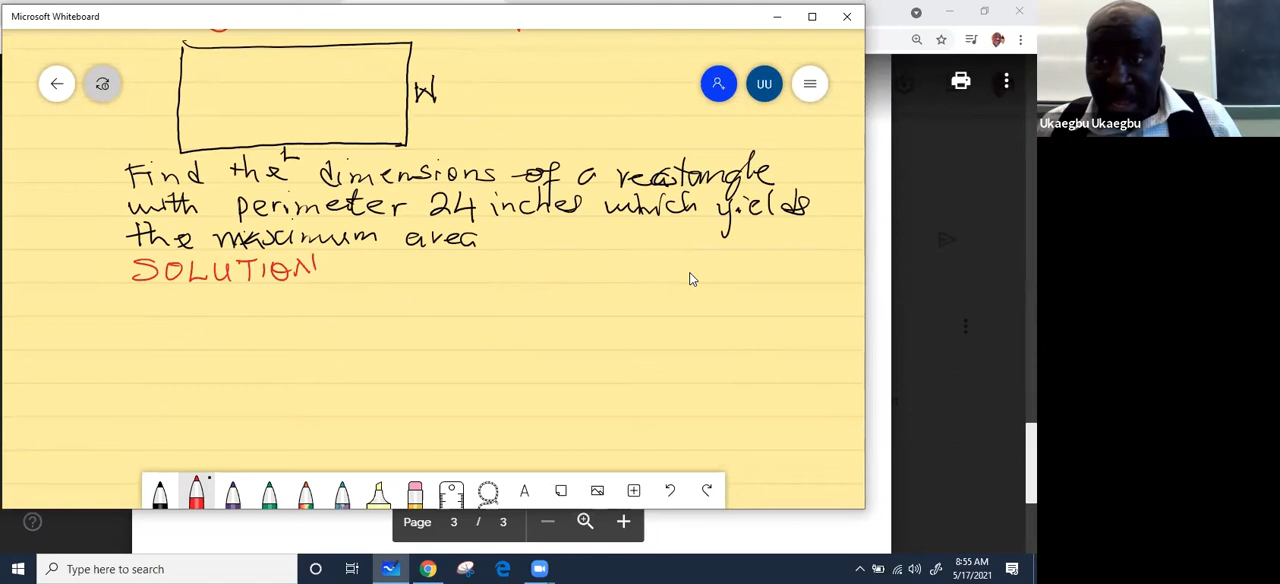 Microsoft Whiteboard
W
L
UU
Ukaegbu Ukaegbu
Find the dimensions of a rectangle
with perimeter 24 inches which yields
the maximum area
SOLUTION
A
Page 3 / 3
Type here to search
8:55 AM
5/17/2021